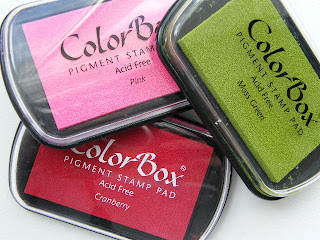 ColorBox
PIGMENT STAMP PAD
Acid Free
Pink
ColorBox
PIGMENT STAMP PAD
Acid Free
Moss Green
ColorBox®
PIGMENT STAMP PAD
Acid Free
Cranberry